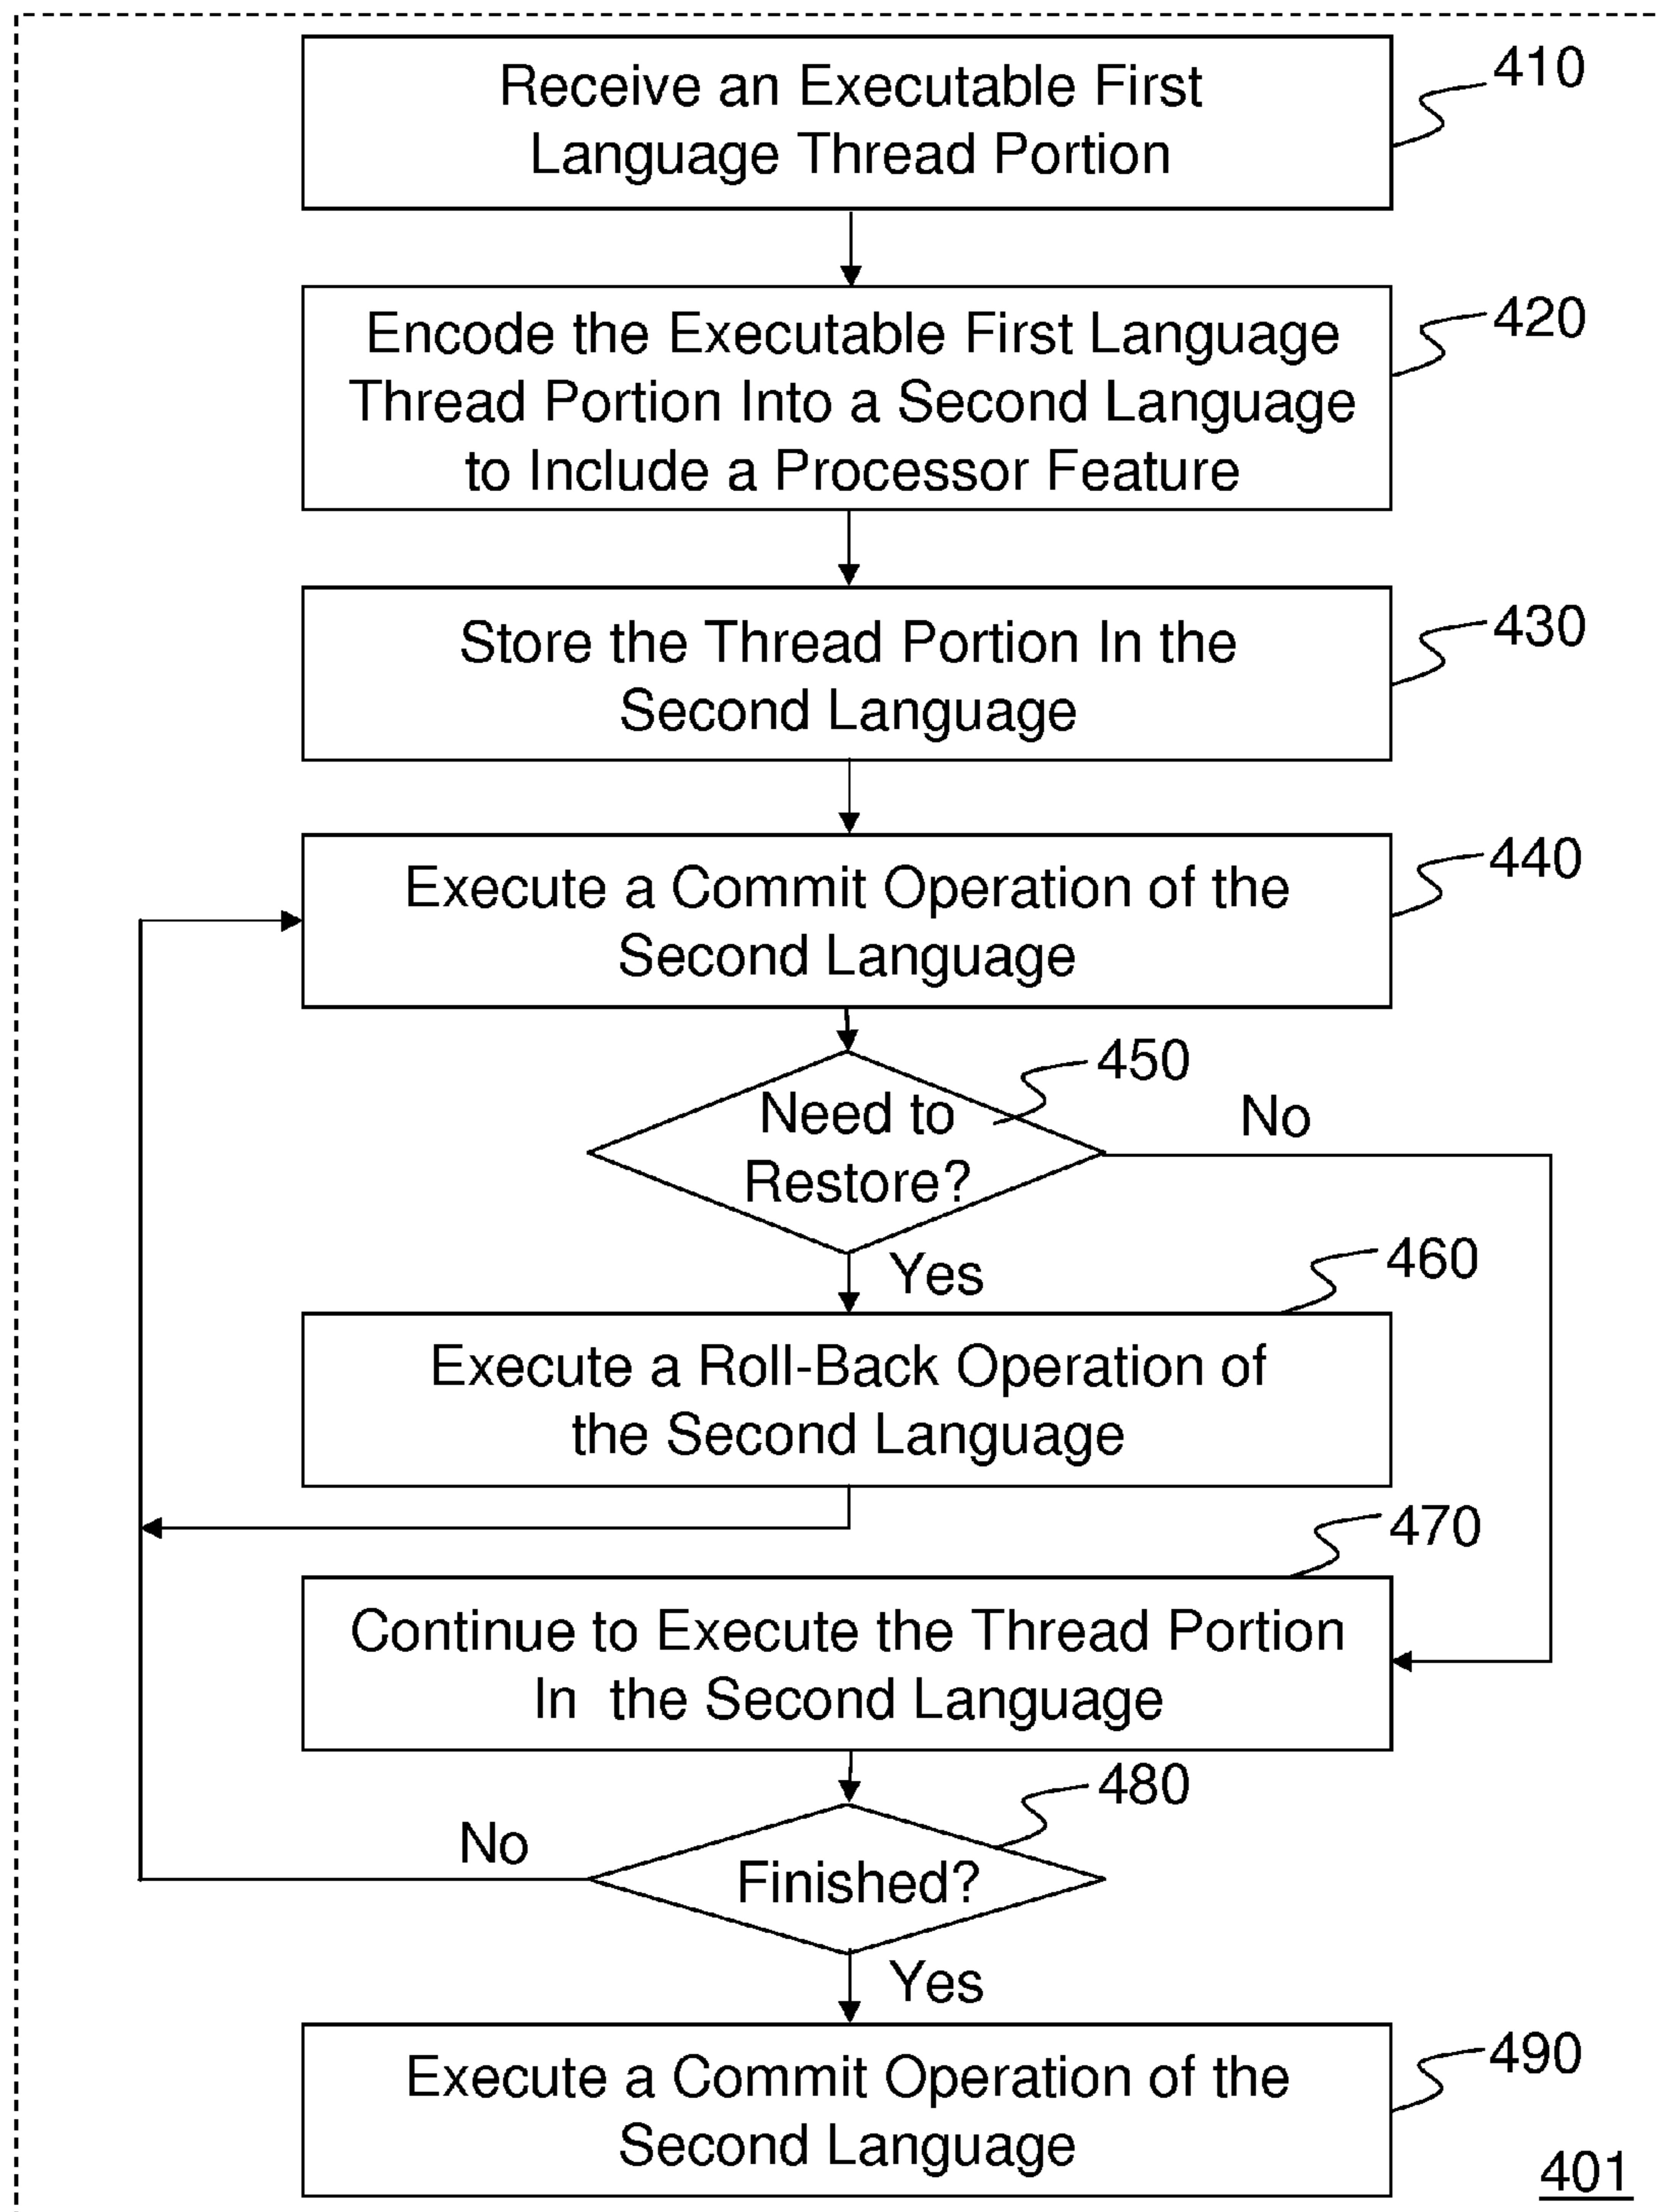 Receive an Executable First
Language Thread Portion
410
Encode the Executable First Language
Thread Portion Into a Second Language
to Include a Processor Feature
420
Store the Thread Portion In the
Second Language
430
Execute a Commit Operation of the
Second Language
440
Need to
Restore?
450
No
Yes
460
Execute a Roll-Back Operation of
the Second Language
470
Continue to Execute the Thread Portion
In the Second Language
480
Finished?
No
Yes
Execute a Commit Operation of the
Second Language
490
401